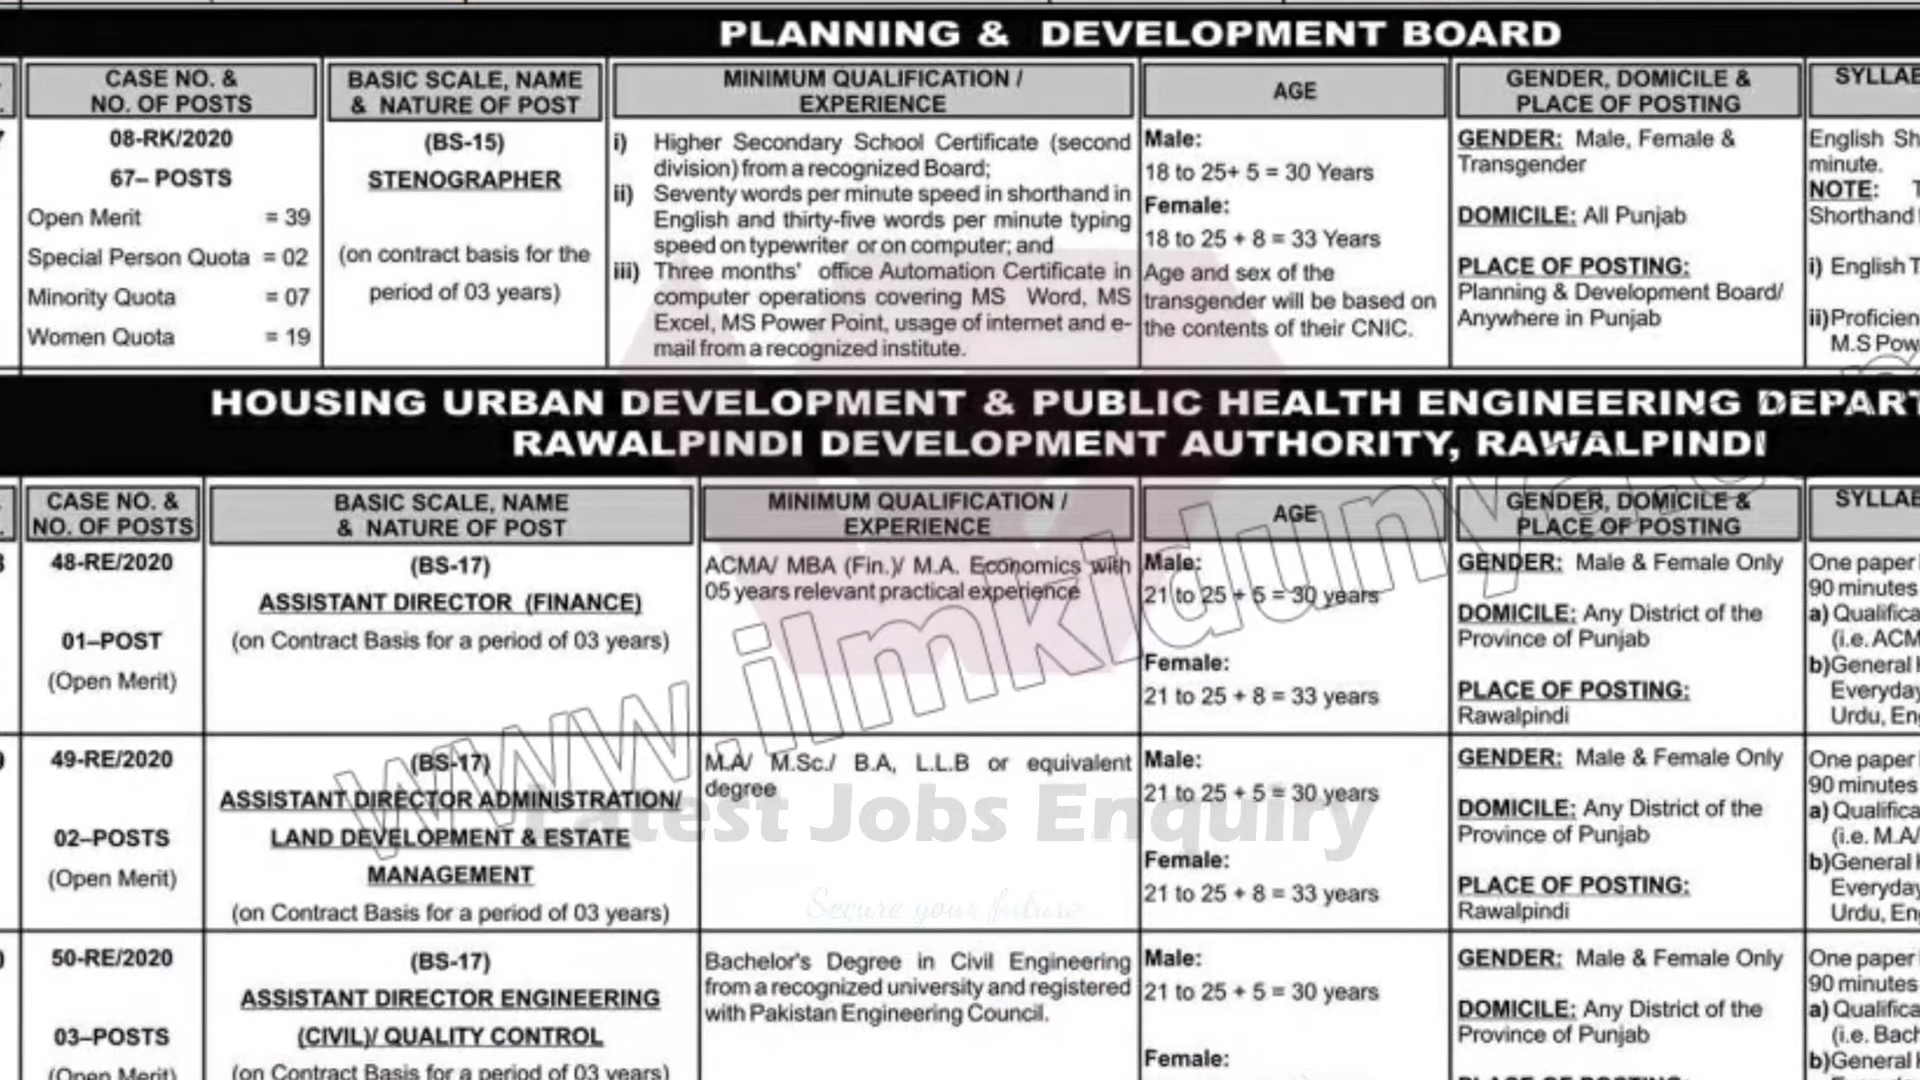 PLANNING & DEVELOPMENT BOARD
CASE NO. &
NO. OF POSTS
BASIC SCALE, NAME
& NATURE OF POST
MINIMUM QUALIFICATION /
EXPERIENCE
AGE
GENDER, DOMICILE &
PLACE OF POSTING
08-RK/2020
67– POSTS
Open Merit = 39
Special Person Quota = 02
Minority Quota = 07
Women Quota = 19
(BS-15)
STENOGRAPHER
(on contract basis for the
period of 03 years)
i) Higher Secondary School Certificate (second
division) from a recognized Board;
ii) Seventy words per minute speed in shorthand in
English and thirty-five words per minute typing
speed on typewriter or on computer; and
iii) Three months' office Automation Certificate in
computer operations covering MS Word, MS
Excel, MS Power Point, usage of internet and e-
mail from a recognized institute.
Male:
18 to 25+ 5 = 30 Years
Female:
18 to 25 + 8 = 33 Years
Age and sex of the
transgender will be based on
the contents of their CNIC.
GENDER: Male, Female &
Transgender
DOMICILE: All Punjab
PLACE OF POSTING:
Planning & Development Board/
Anywhere in Punjab
English
minute.
NOTE:
Shorthand
i) English
ii)
M.S
HOUSING URBAN DEVELOPMENT & PUBLIC HEALTH ENGINEERING
RAWALPINDI DEVELOPMENT AUTHORITY, RAWALPINDI
CASE NO. &
NO. OF POSTS
BASIC SCALE, NAME
& NATURE OF POST
MINIMUM QUALIFICATION /
EXPERIENCE
AGE
GENDER, DOMICILE &
PLACE OF POSTING
48-RE/2020
01–POST
(Open Merit)
(BS-17)
ASSISTANT DIRECTOR (FINANCE)
(on Contract Basis for a period of 03 years)
ACMA/ MBA (Fin.)/ M.A. Economics with
05 years relevant practical experience
Male:
21 to 25 + 5 = 30 years
Female:
21 to 25 + 8 = 33 years
GENDER: Male & Female Only
DOMICILE: Any District of the
Province of Punjab
PLACE OF POSTING:
Rawalpindi
One paper
90 minutes
a)
(i.e.
b)General
Everyday
Urdu,
49-RE/2020
02–POSTS
(Open Merit)
(BS-17)
ASSISTANT DIRECTOR ADMINISTRATION/
LAND DEVELOPMENT & ESTATE
MANAGEMENT
(on Contract Basis for a period of 03 years)
M.A/ M.Sc./ B.A, L.L.B or equivalent
degree
Male:
21 to 25 + 5 = 30 years
Female:
21 to 25 + 8 = 33 years
GENDER: Male & Female Only
DOMICILE: Any District of the
Province of Punjab
PLACE OF POSTING:
Rawalpindi
One paper
90 minutes
a)
(i.e. M.A/
b)General
Everyday
Urdu,
50-RE/2020
03–POSTS
(Open Merit)
(BS-17)
ASSISTANT DIRECTOR ENGINEERING
(CIVIL)/ QUALITY CONTROL
(on Contract Basis for a period of 03 years)
Bachelor's Degree in Civil Engineering
from a recognized university and registered
with Pakistan Engineering Council.
Male:
21 to 25 + 5 = 30 years
Female:
GENDER: Male & Female Only
DOMICILE: Any District of the
Province of Punjab
PLACE OF POSTING:
One paper
90 minutes
a)
(i.e.
b)General
www.ilmkidunya
Latest Jobs Enquiry
Secure your future